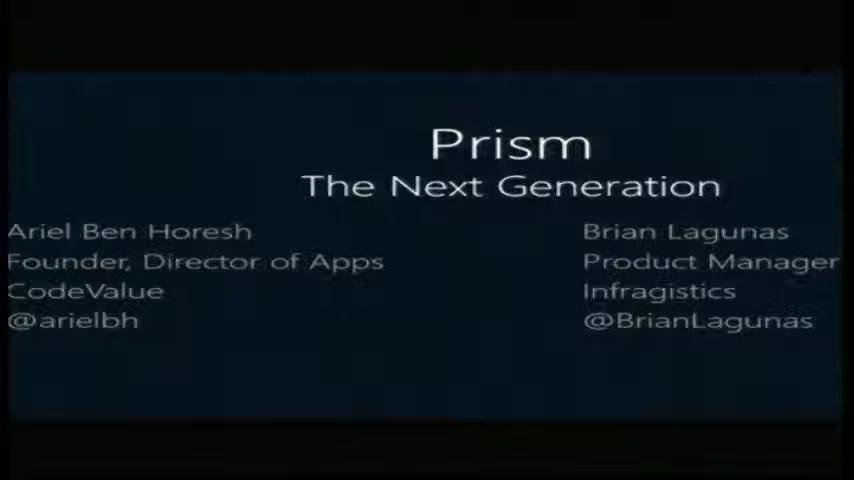 Prism
The Next Generation
Ariel Ben Horesh
Founder, Director of Apps
CodeValue
@arielbh
Brian Lagunas
Product Manager
Infragistics
@BrianLagunas